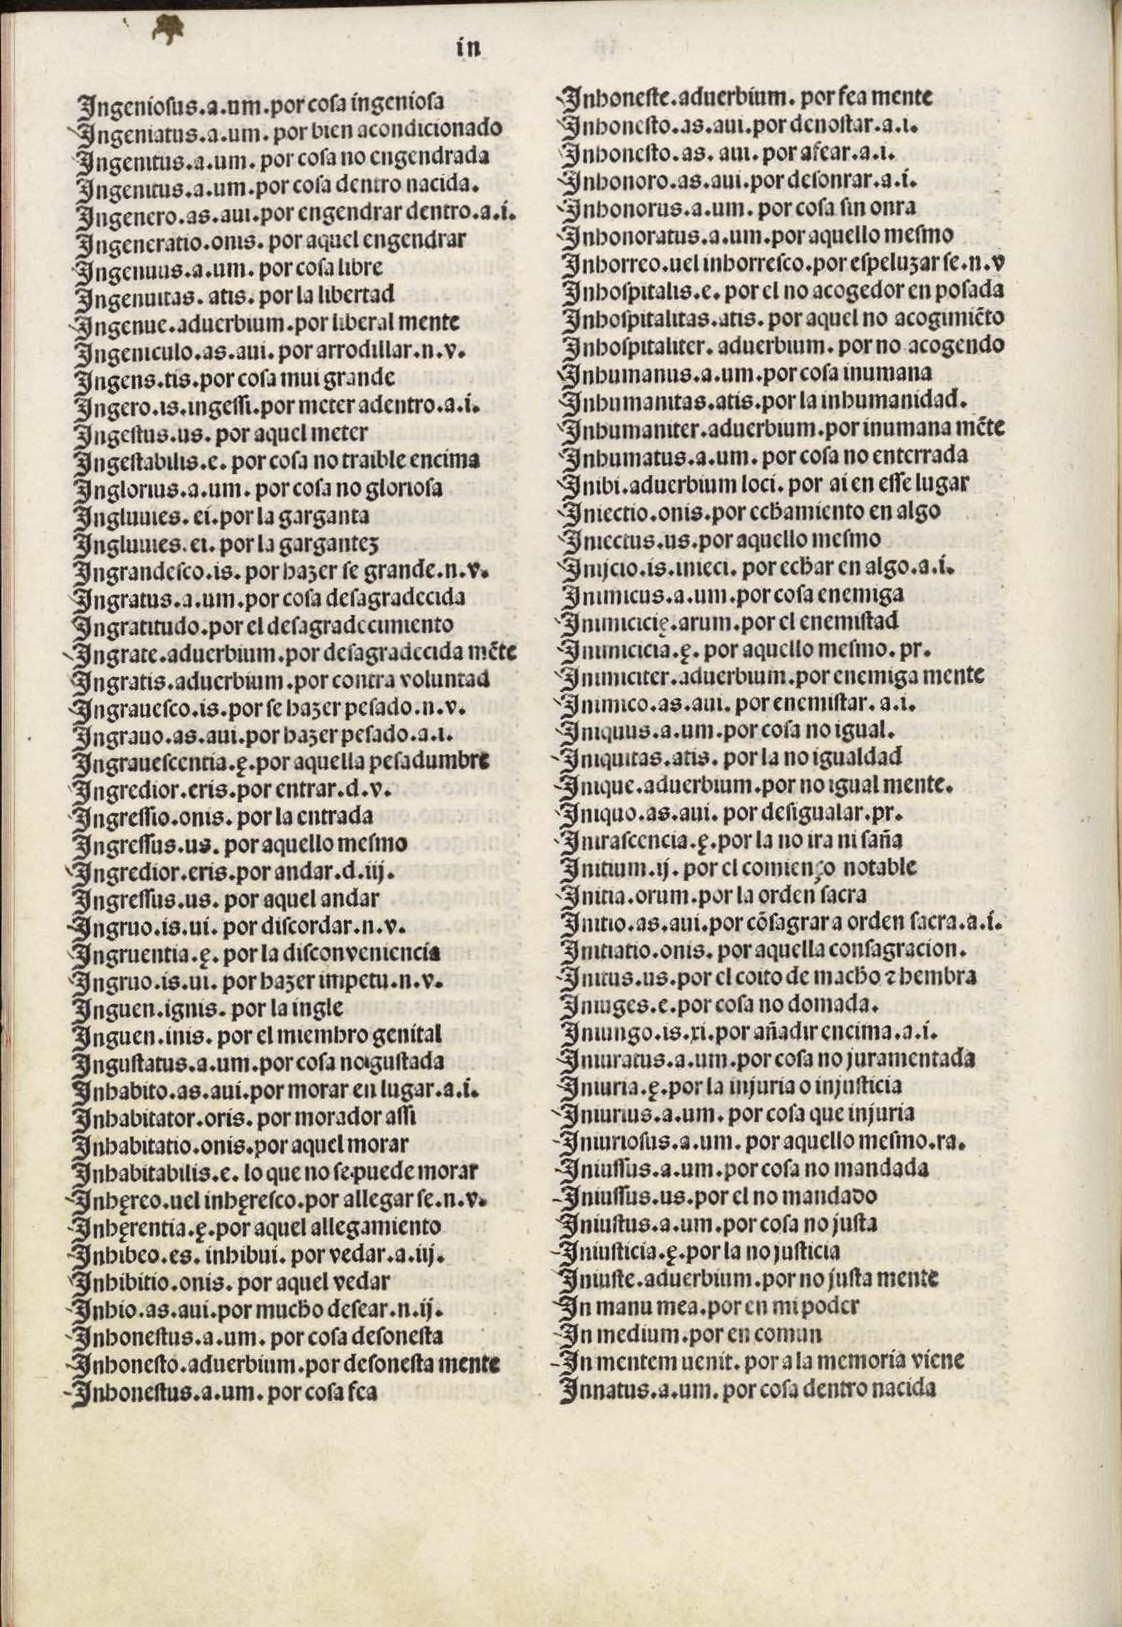 in
Ingeniosus.a.um.por cosa ingeniosa
Ingeniatus.a.um. por bien acondicionado
Ingenitus.a.um. por cosa no engendrada
Ingenitus.a.um.por cosa dentro nacida.
Ingenero.as.aui.por engendrar dentro.a.i.
Ingeneratio.onis. por aquel engendrar
Ingenuus.a.um. por cosa libre
Ingenuitas. atis. por la libertad
Ingenue.aduerbium.por liberal mente
Ingeniculo.as.aui. por arrodillar.n.v.
Ingens.tis.por cosa mui grande
Ingero.is.ingessi.por meter adentro.a.i.
Ingestus.us. por aquel meter
Ingestabilis.e. por cosa no traible encima
Inglorius.a.um. por cosa no gloriosa
Ingluuies. ei.por la garganta
Ingluuies.ei. por la gargantez
Ingrandesco.is. por hazer se grande.n.v.
Ingratus.a.um.por cosa desagradecida
Ingratitudo.por el desagradecimiento
Ingrate.aduerbium.por desagradecida mēte
Ingratis.aduerbium.por contra voluntad
Ingrauesco.is.por se hazer pesado.n.v.
Ingrauo.as.aui.por hazer pesado.a.i.
Ingrauescentia.ę.por aquella pesadumbre
Ingredior.eris.por entrar.d.v.
Ingressio.onis. por la entrada
Ingressus.us. por aquello mesmo
Ingredior.eris.por andar.d.iij.
Ingressus.us. por aquel andar
Ingruo.is.ui. por discordar.n.v.
Ingruentia.ę. por la disconveniencia
Ingruo.is.ui. por hazer impetu.n.v.
Inguen.ignis. por la ingle
Inguen.inis. por el miembro genital
Ingustatus.a.um.por cosa no gustada
Inhabito.as.aui.por morar en lugar.a.i.
Inhabitator.oris. por morador assi
Inhabitatio.onis.por aquel morar
Inhabitabilis.e. lo que no se.puede morar
Inhęreo.uel inhęresco.por allegar se.n.v.
Inhęrentia.ę.por aquel allegamiento
Inhibeo.es. inhibui. por vedar.a.iij.
Inhibitio.onis. por aquel vedar
Inhio.as.aui.por mucho desear.n.ij.
Inhonestus.a.um. por cosa desonesta
Inhonesto.aduerbium.por desonesta mente
Inhonestus.a.um. por cosa fea
Inhoneste.aduerbium. por fea mente
Inhonesto.as.aui.por denostar.a.i.
Inhonesto.as. aui. por afear.a.i.
Inhonoro.as.aui.por desonrar.a.i.
Inhonorus.a.um. por cosa sin onra
Inhonoratus.a.um.por aquello mesmo
Inhorreo.uel inhorresco.por espeluzar se.n.v
Inhospitalis.e. por el no acogedor en posada
Inhospitalitas.atis. por aquel no acogimiēto
Inhospitaliter. aduerbium. por no acogendo
Inhumanus.a.um.por cosa inumana
Inhumanitas.atis.por la inhumanidad.
Inhumaniter.aduerbium.por inumana mēte
Inhumatus.a.um. por cosa no enterrada
Inibi.aduerbium loci. por ai en esse lugar
Iniectio.onis.por echamiento en algo
Iniectus.us.por aquello mesmo
Inijcio.is.inieci. por echar en algo.a.i.
Inimicus.a.um.por cosa enemiga
Inimicicię.arum.por el enemistad
Inimicicia.ę. por aquello mesmo. pr.
Inimiciter.aduerbium.por enemiga mente
Inimico.as.aui. por enemistar. a.i.
Iniquus.a.um.por cosa no igual.
Iniquitas.atis. por la no igualdad
Inique.aduerbium.por no igual mente.
Iniquo.as.aui. por desigualar.pr.
Inirascencia.ę.por la no ira ni saña
Initium.ij. por el comienço notable
Initia.orum.por la orden sacra
Initio.as.aui.por cōsagrar a orden sacra.a.i.
Initiatio.onis. por aquella consagracion.
Initus.us.por el coito de macho ⁊ hembra
Iniuges.e.por cosa no domada.
Iniungo.is.xi.por añadir encima.a.i.
Iniuratus.a.um.por cosa no juramentada
Iniuria.ę.por la injuria o injusticia
Iniurius.a.um. por cosa que injuria
Iniuriosus.a.um. por aquello mesmo.ra.
Iniussus.a.um.por cosa no mandada
Iniussus.us.por el no mandado
Iniustus.a.um.por cosa no justa
Iniusticia.ę.por la no justicia
Iniuste.aduerbium.por no justa mente
In manu mea.por en mi poder
In medium.por en comun
In mentem uenit. por a la memoria viene
Innatus.a.um. por cosa dentro nacida